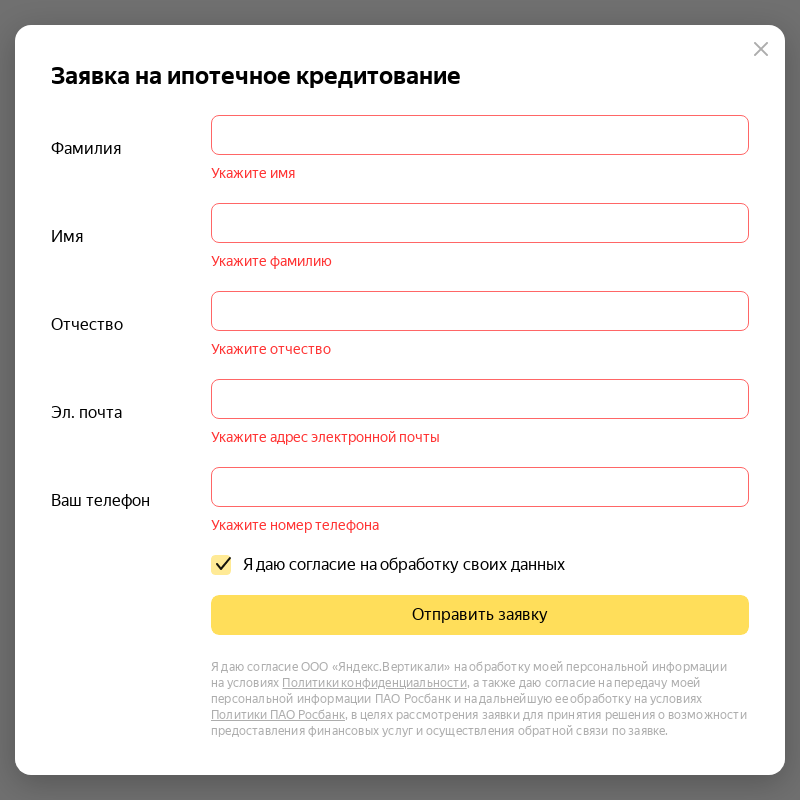 Заявка на ипотечное кредитование
Фамилия
Укажите имя
Имя
Укажите фамилию
Отчество
Укажите отчество
Эл. почта
Укажите адрес электронной почты
Ваш телефон
Укажите номер телефона
Я даю согласие на обработку своих данных
Отправить заявку
Я даю согласие ООО «Яндекс.Вертикали» на обработку моей персональной информации
на условиях Политики конфиденциальности, а также даю согласие на передачу моей
персональной информации ПАО Росбанк и на дальнейшую ее обработку на условиях
Политики ПАО Росбанк, в целях рассмотрения заявки для принятия решения о возможности
предоставления финансовых услуг и осуществления обратной связи по заявке.